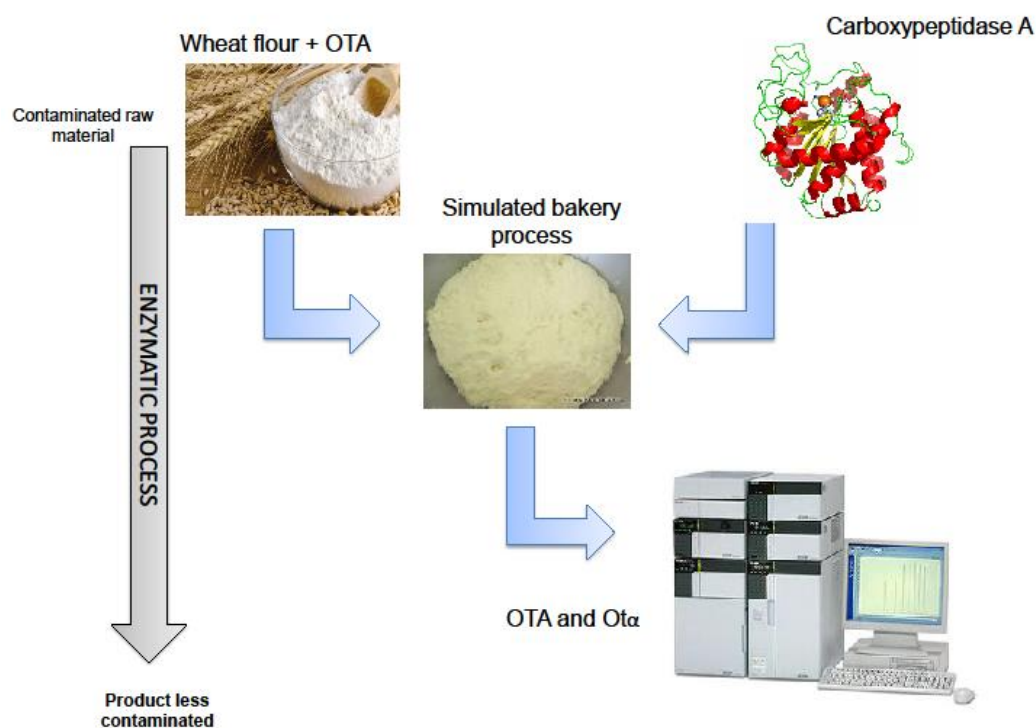 Carboxypeptidase A
Wheat flour + OTA
Contaminated raw
material
Simulated bakery
process
ENZYMATIC PROCESS
OTA and Otα
Product less
contaminated